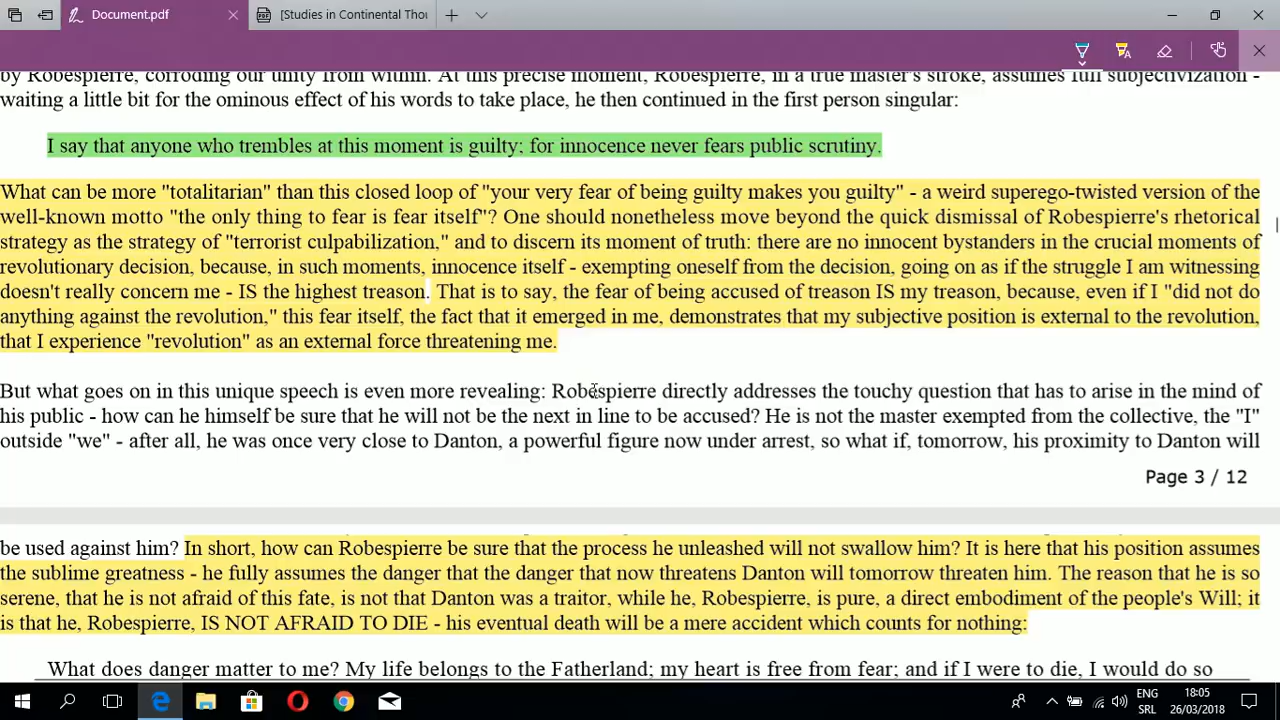 Document.pdf
[Studies in Continental Thou
by Robespierre, corroding our unity from within. At this precise moment, Robespierre, in a true master's stroke, assumes full subjectivization -
waiting a little bit for the ominous effect of his words to take place, he then continued in the first person singular:
I say that anyone who trembles at this moment is guilty; for innocence never fears public scrutiny.
What can be more "totalitarian" than this closed loop of "your very fear of being guilty makes you guilty" - a weird superego-twisted version of the
well-known motto "the only thing to fear is fear itself"? One should nonetheless move beyond the quick dismissal of Robespierre's rhetorical
strategy as the strategy of "terrorist culpabilization," and to discern its moment of truth: there are no innocent bystanders in the crucial moments of
revolutionary decision, because, in such moments, innocence itself - exempting oneself from the decision, going on as if the struggle I am witnessing
doesn't really concern me - IS the highest treason. That is to say, the fear of being accused of treason IS my treason, because, even if I "did not do
anything against the revolution," this fear itself, the fact that it emerged in me, demonstrates that my subjective position is external to the revolution,
that I experience "revolution" as an external force threatening me.
But what goes on in this unique speech is even more revealing: Robespierre directly addresses the touchy question that has to arise in the mind of
his public - how can he himself be sure that he will not be the next in line to be accused? He is not the master exempted from the collective, the "I"
outside "we" - after all, he was once very close to Danton, a powerful figure now under arrest, so what if, tomorrow, his proximity to Danton will
Page 3 / 12
be used against him? In short, how can Robespierre be sure that the process he unleashed will not swallow him? It is here that his position assumes
the sublime greatness - he fully assumes the danger that the danger that now threatens Danton will tomorrow threaten him. The reason that he is so
serene, that he is not afraid of this fate, is not that Danton was a traitor, while he, Robespierre, is pure, a direct embodiment of the people's Will; it
is that he, Robespierre, IS NOT AFRAID TO DIE - his eventual death will be a mere accident which counts for nothing:
What does danger matter to me? My life belongs to the Fatherland; my heart is free from fear; and if I were to die, I would do so
ENG
SRL
18:05
26/03/2018